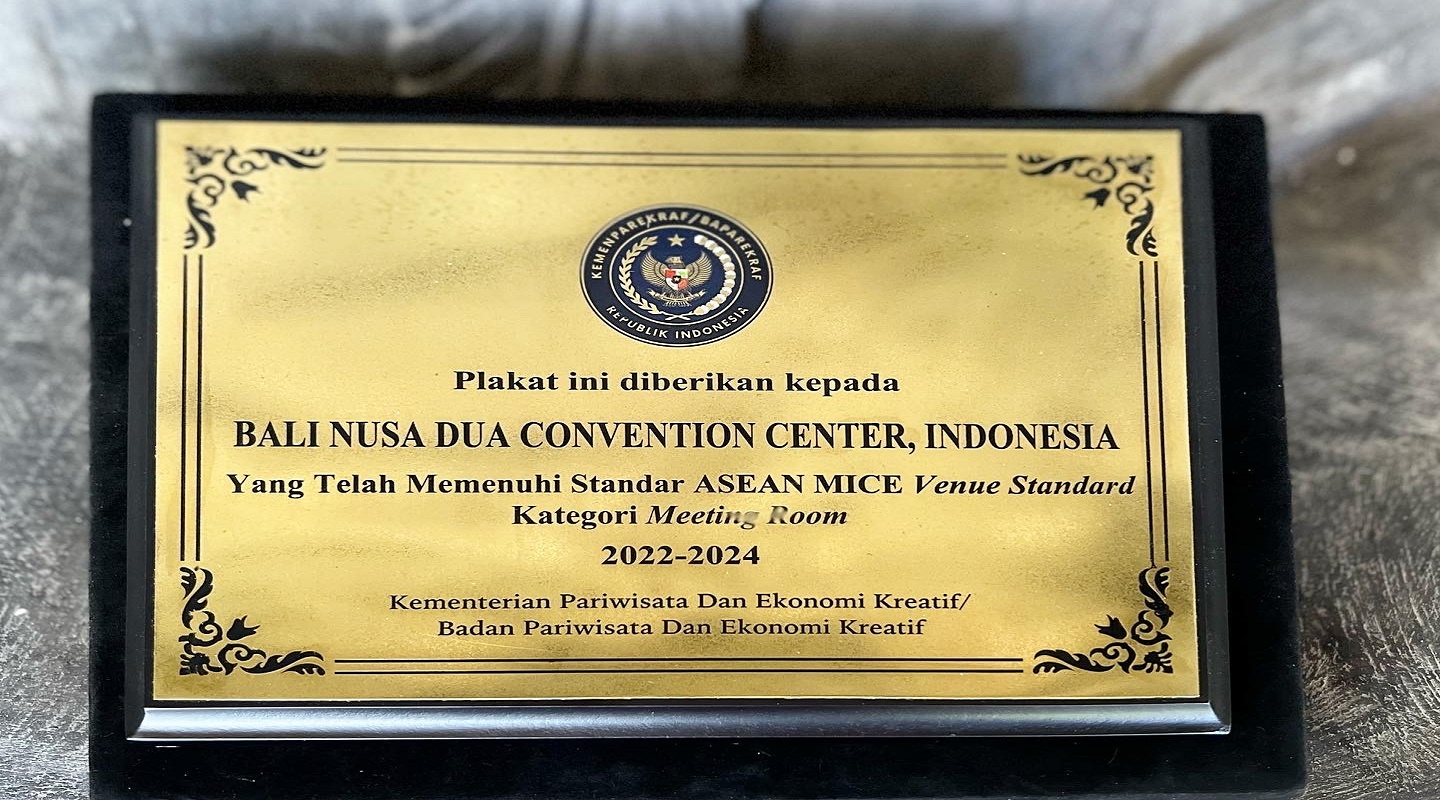 KEMENPAREKRAF/BAPAREKRAF
REPUBLIK INDONESIA
Plakat ini diberikan kepada
BALI NUSA DUA CONVENTION CENTER, INDONESIA
Yang Telah Memenuhi Standar ASEAN MICE Venue Standard
Kategori Meeting Room
2022-2024
Kementerian Pariwisata Dan Ekonomi Kreatif/
Badan Pariwisata Dan Ekonomi Kreatif